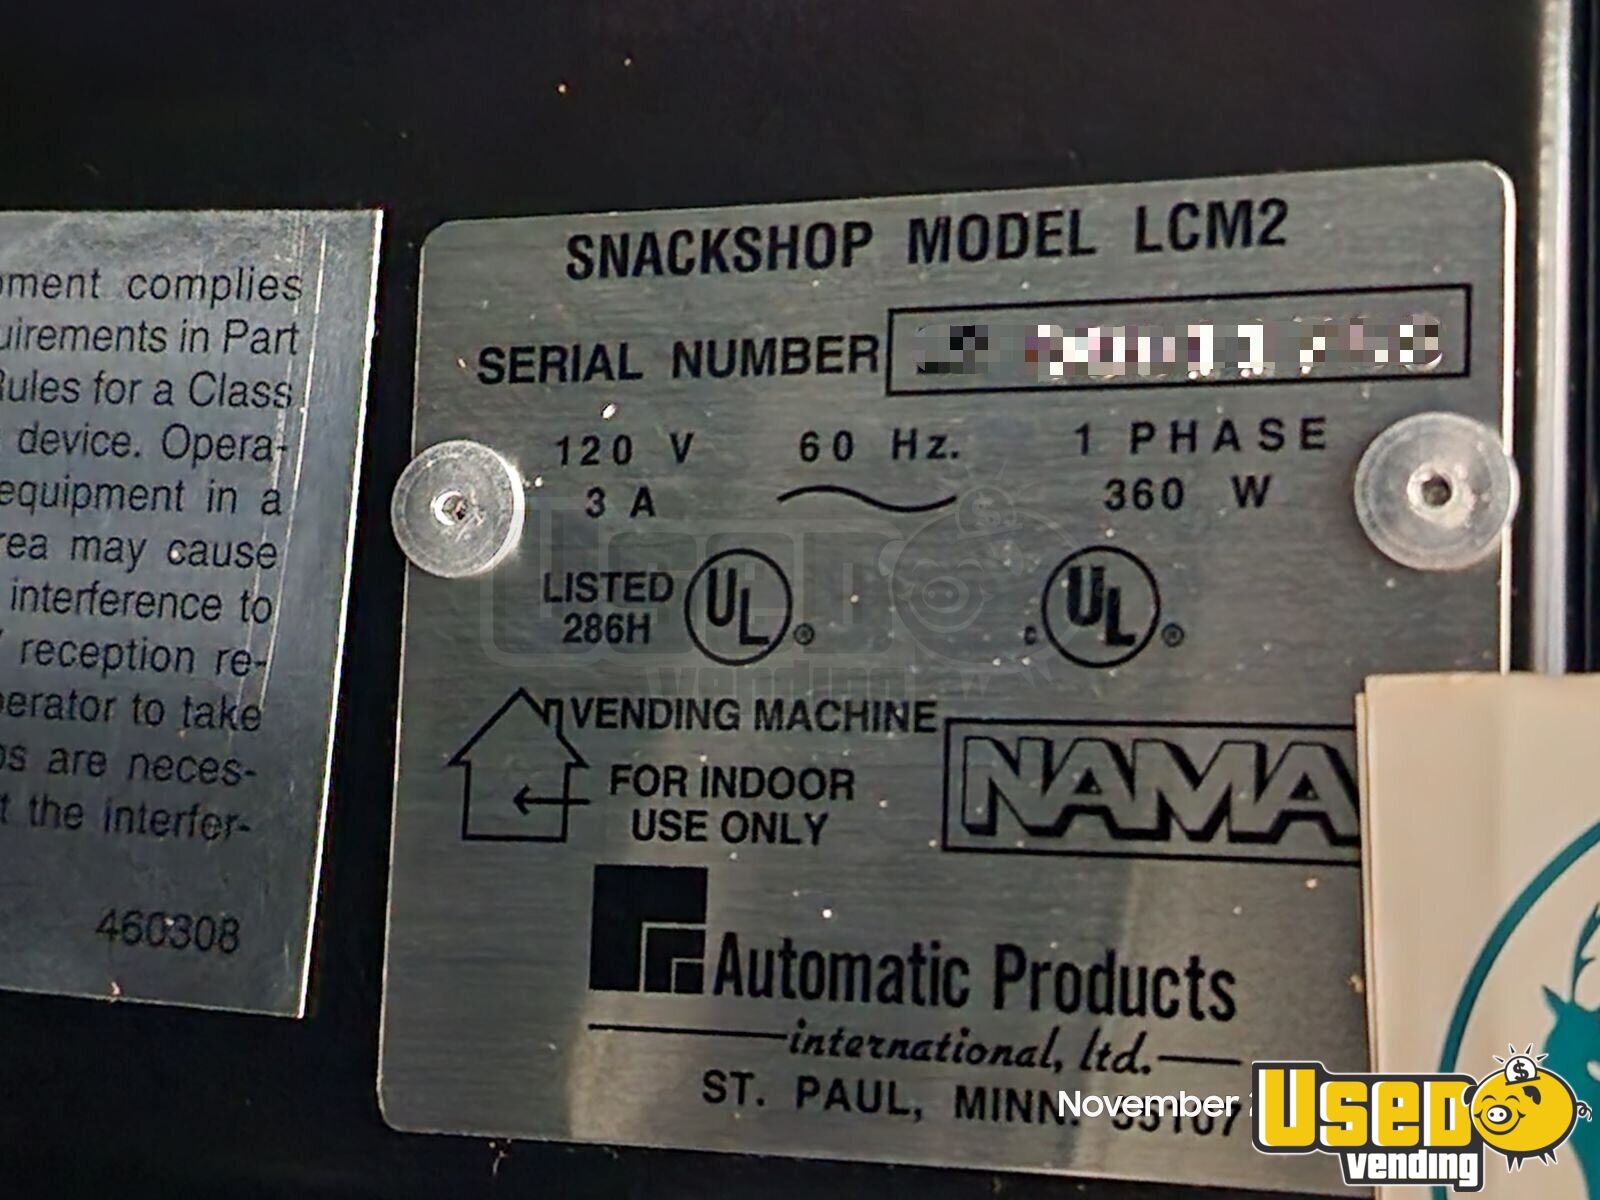 pment complies
uirements in Part
Rules for a Class
device. Opera-
equipment in a
rea may cause
interference to
reception re-
perator to take
ps are neces-
t the interfer-
460308
SNACKSHOP MODEL LCM2
SERIAL NUMBER
120 V 60 Hz. 1 PHASE
3 A 360 W
LISTED
286H
UL ®
c UL ®
VENDING MACHINE
FOR INDOOR
USE ONLY
NAMA
Automatic Products
international, ltd.
ST. PAUL, MINN. 55107
November
USED
vending